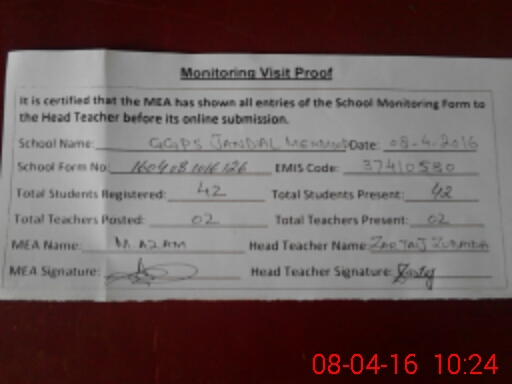 Monitoring Visit Proof
It is certified that the MEA has shown all entries of the School Monitoring Form to
the Head Teacher before its online submission.
School Name: GGPS JANDAL Date: 08-4-2016
School Form No: EMIS Code: 37410580
Total Students Registered: 42 Total Students Present: 42
Total Teachers Posted: 02 Total Teachers Present: 02
MEA Name: M. AZAM Head Teacher Name:
MEA Signature: Head Teacher Signature:
08-04-16 10:24